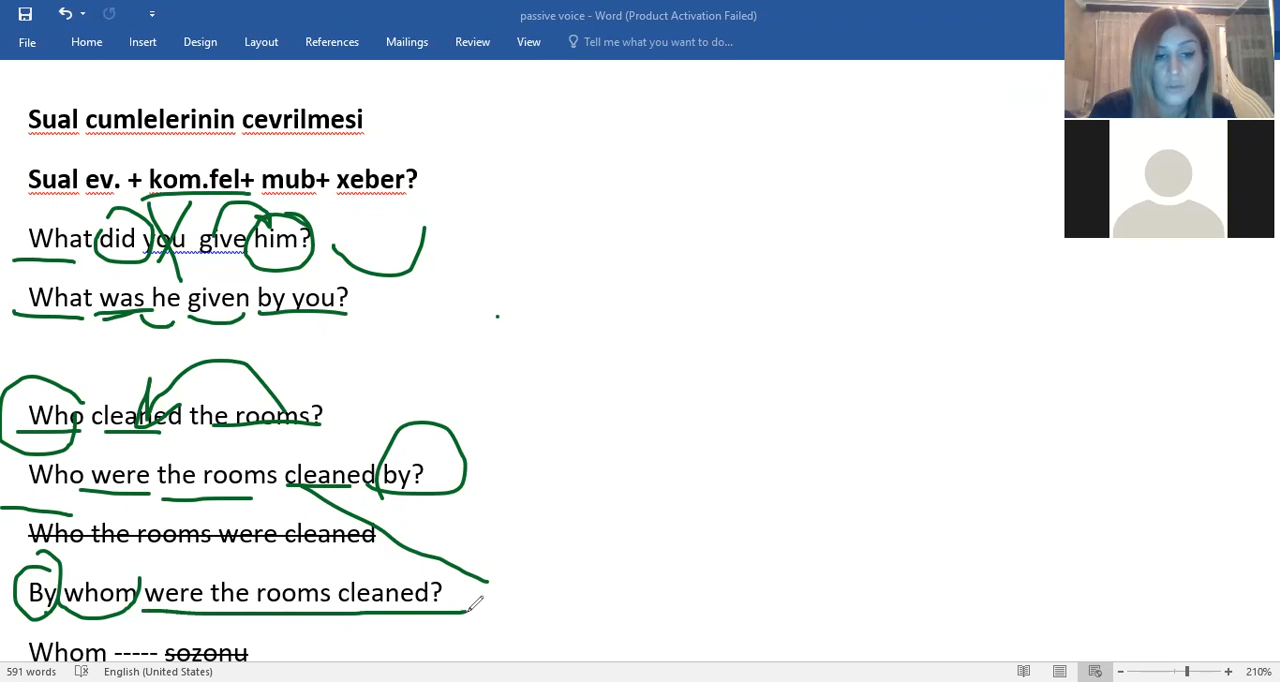 passive voice - Word (Product Activation Failed)
File Home Insert Design Layout References Mailings Review View Tell me what you want to do...
Sual cumlelerinin cevrilmesi
Sual ev. + kom.fel+ mub+ xeber?
What did you give him?
What was he given by you?
Who cleaned the rooms?
Who were the rooms cleaned by?
Who the rooms were cleaned
By whom were the rooms cleaned?
Whom ----- sozonu
591 words English (United States) 210%